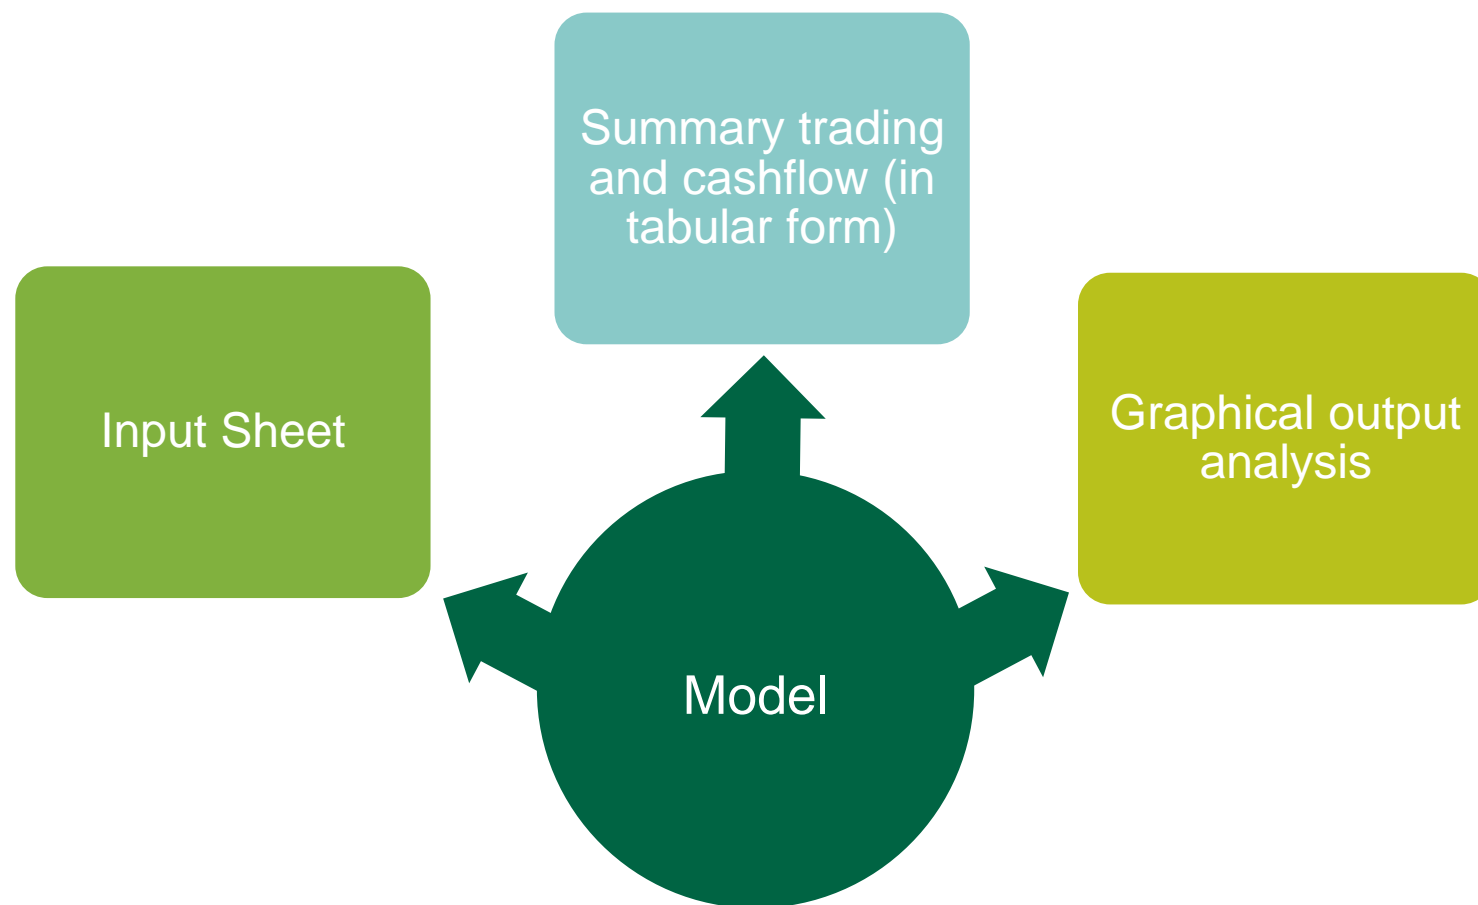 Summary trading
and cashflow (in
tabular form)
Input Sheet
Graphical output
analysis
Model